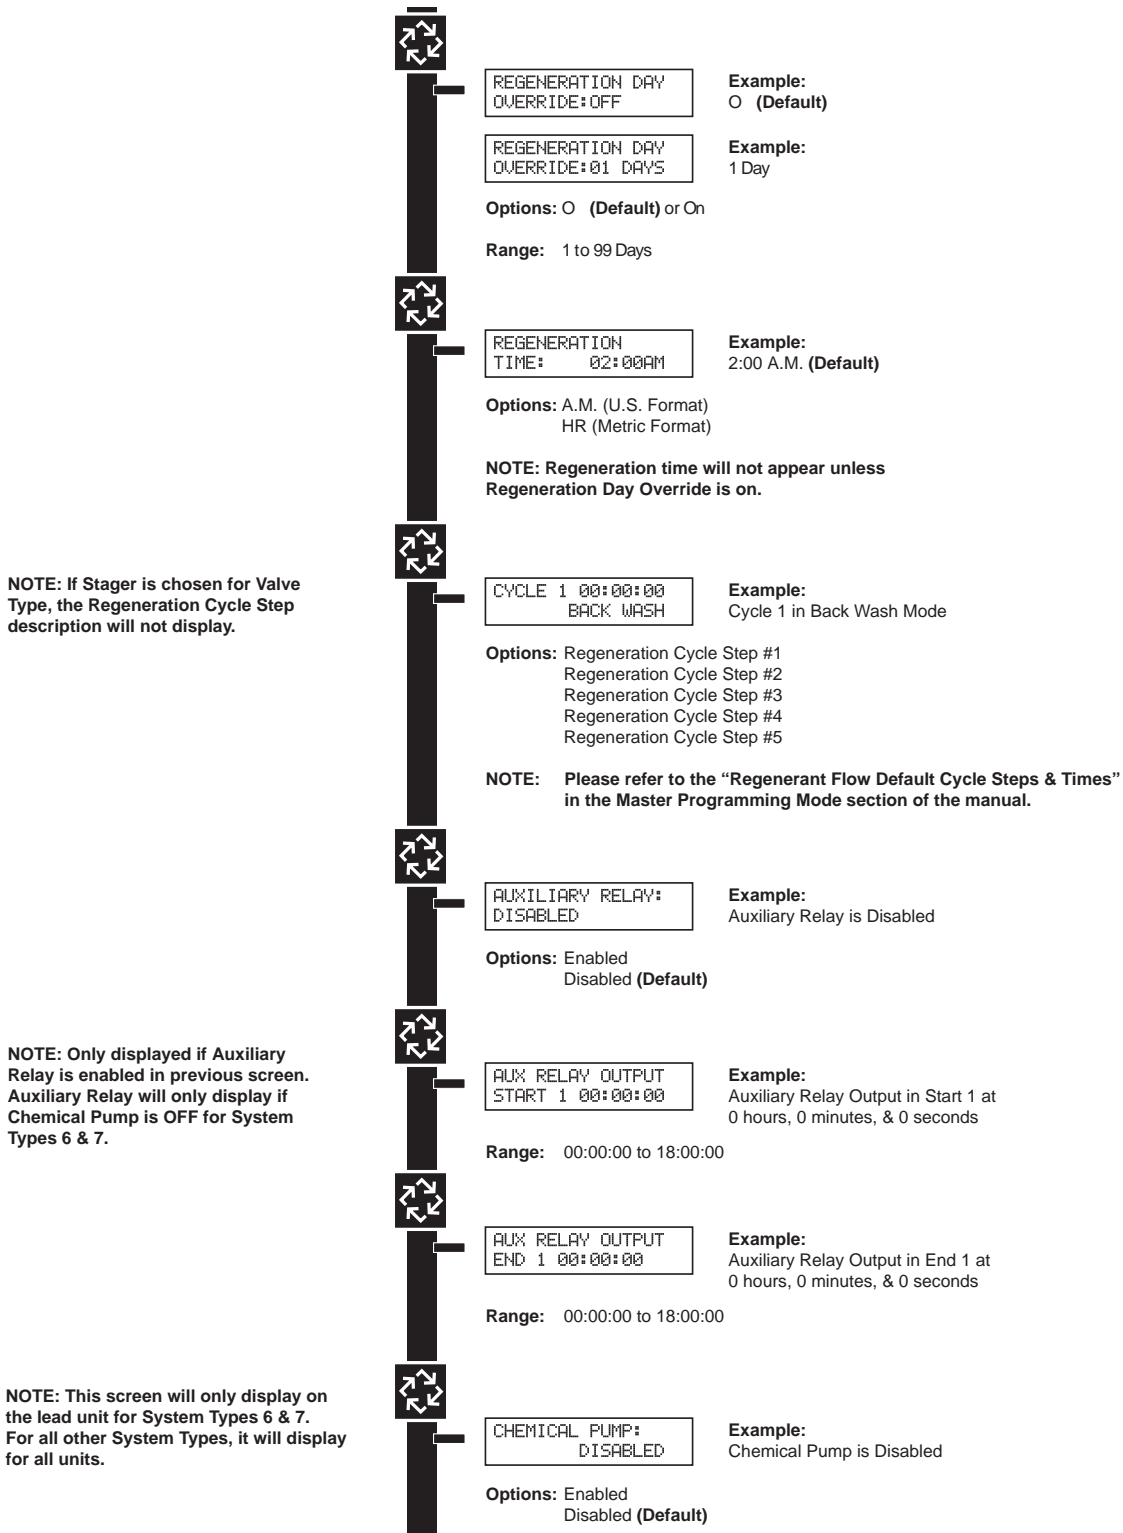 REGENERATION DAY
OVERRIDE:OFF
Example:
O (Default)
REGENERATION DAY
OVERRIDE:01 DAYS
Example:
1 Day
Options: O (Default) or On
Range: 1 to 99 Days
REGENERATION
TIME: 02:00AM
Example:
2:00 A.M. (Default)
Options: A.M. (U.S. Format)
HR (Metric Format)
NOTE: Regeneration time will not appear unless
Regeneration Day Override is on.
NOTE: If Stager is chosen for Valve
Type, the Regeneration Cycle Step
description will not display.
CYCLE 1 00:00:00
BACK WASH
Example:
Cycle 1 in Back Wash Mode
Options: Regeneration Cycle Step #1
Regeneration Cycle Step #2
Regeneration Cycle Step #3
Regeneration Cycle Step #4
Regeneration Cycle Step #5
NOTE: Please refer to the “Regenerant Flow Default Cycle Steps & Times”
in the Master Programming Mode section of the manual.
AUXILIARY RELAY:
DISABLED
Example:
Auxiliary Relay is Disabled
Options: Enabled
Disabled (Default)
NOTE: Only displayed if Auxiliary
Relay is enabled in previous screen.
Auxiliary Relay will only display if
Chemical Pump is OFF for System
Types 6 & 7.
AUX RELAY OUTPUT
START 1 00:00:00
Example:
Auxiliary Relay Output in Start 1 at
0 hours, 0 minutes, & 0 seconds
Range: 00:00:00 to 18:00:00
AUX RELAY OUTPUT
END 1 00:00:00
Example:
Auxiliary Relay Output in End 1 at
0 hours, 0 minutes, & 0 seconds
Range: 00:00:00 to 18:00:00
NOTE: This screen will only display on
the lead unit for System Types 6 & 7.
For all other System Types, it will display
for all units.
CHEMICAL PUMP:
DISABLED
Example:
Chemical Pump is Disabled
Options: Enabled
Disabled (Default)